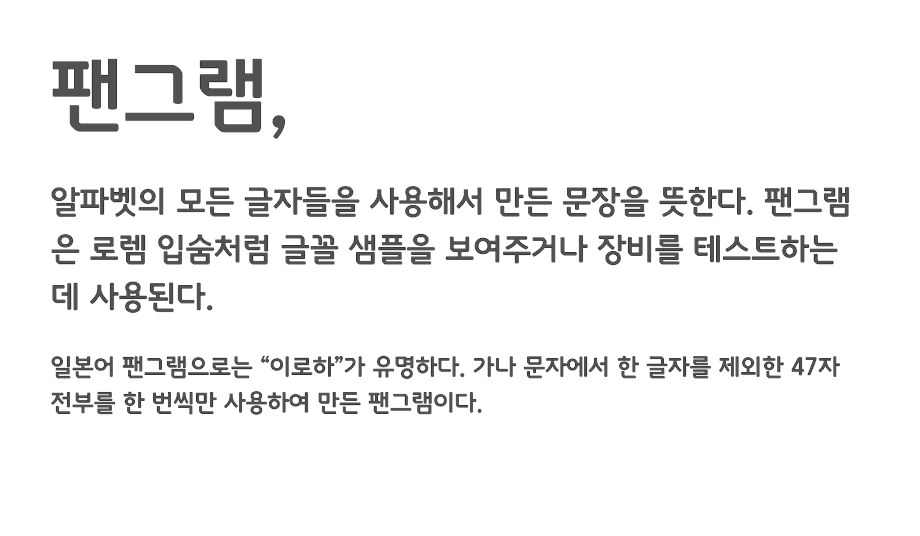 팬그램,
알파벳의 모든 글자들을 사용해서 만든 문장을 뜻한다. 팬그램
은 로렘 입숨처럼 글꼴 샘플을 보여주거나 장비를 테스트하는
데 사용된다.
일본어 팬그램으로는 “이로하”가 유명하다. 가나 문자에서 한 글자를 제외한 47자
전부를 한 번씩만 사용하여 만든 팬그램이다.